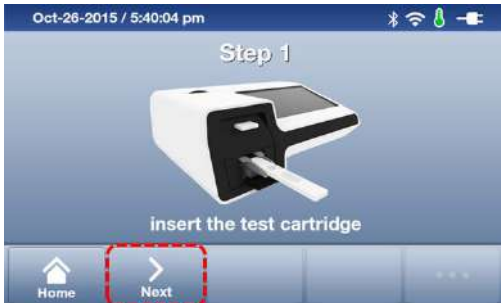 Oct-26-2015 / 5:40:04 pm
Step 1
insert the test cartridge
Home
Next